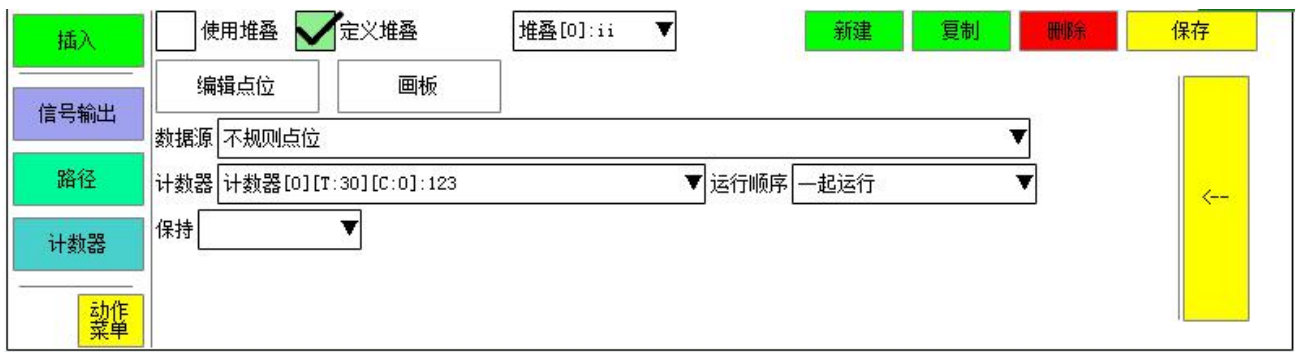 插入
使用堆叠 定义堆叠 堆叠[0]:ii ▼ 新建 复制 删除 保存
编辑点位 画板
信号输出
数据源 不规则点位 ▼
路径 计数器 计数器[0][T:30][C:0]:123 ▼ 运行顺序 一起运行 ▼
<--
计数器 保持 ▼
动作
菜单